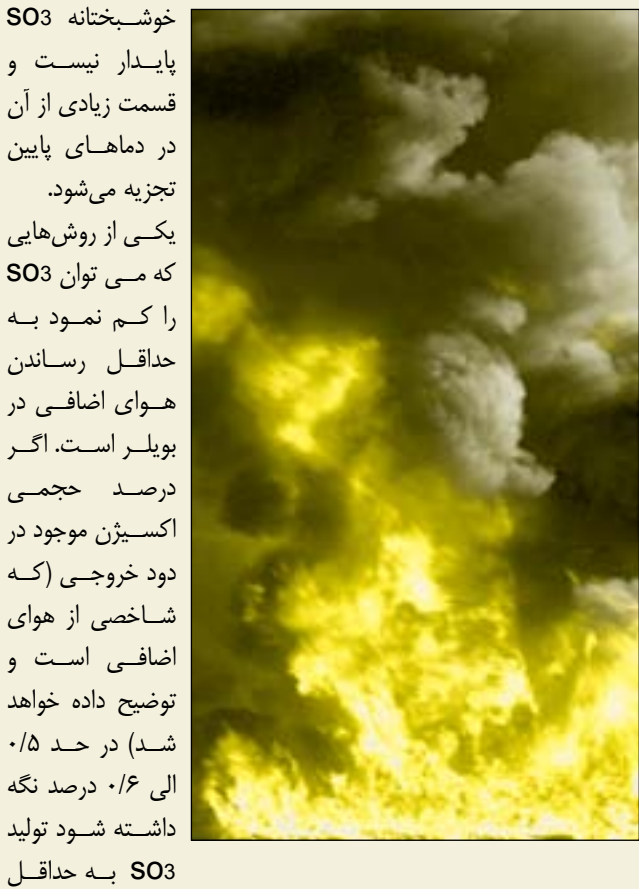 خوشبختانه SO3
پایدار نیست و
قسمت زیادی از آن
در دماهای پایین
تجزیه می‌شود.
یکی از روش‌هایی
که می توان SO3
را کم نمود به
حداقل رساندن
هوای اضافی در
بویلر است. اگر
درصد حجمی
اکسیژن موجود در
دود خروجی (که
شاخصی از هوای
اضافی است و
توضیح داده خواهد
شد) در حد ۰/۵
الی ۰/۶ درصد نگه
داشته شود تولید
SO3 به حداقل